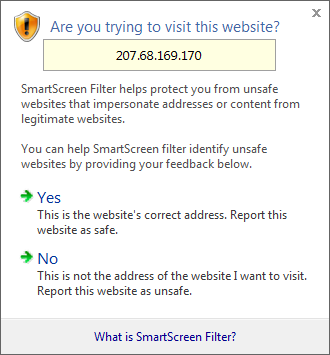 Are you trying to visit this website?
207.68.169.170
SmartScreen Filter helps protect you from unsafe
websites that impersonate addresses or content from
legitimate websites.
You can help SmartScreen filter identify unsafe
websites by providing your feedback below.
Yes
This is the website's correct address. Report this
website as safe.
No
This is not the address of the website I want to visit.
Report this website as unsafe.
What is SmartScreen Filter?